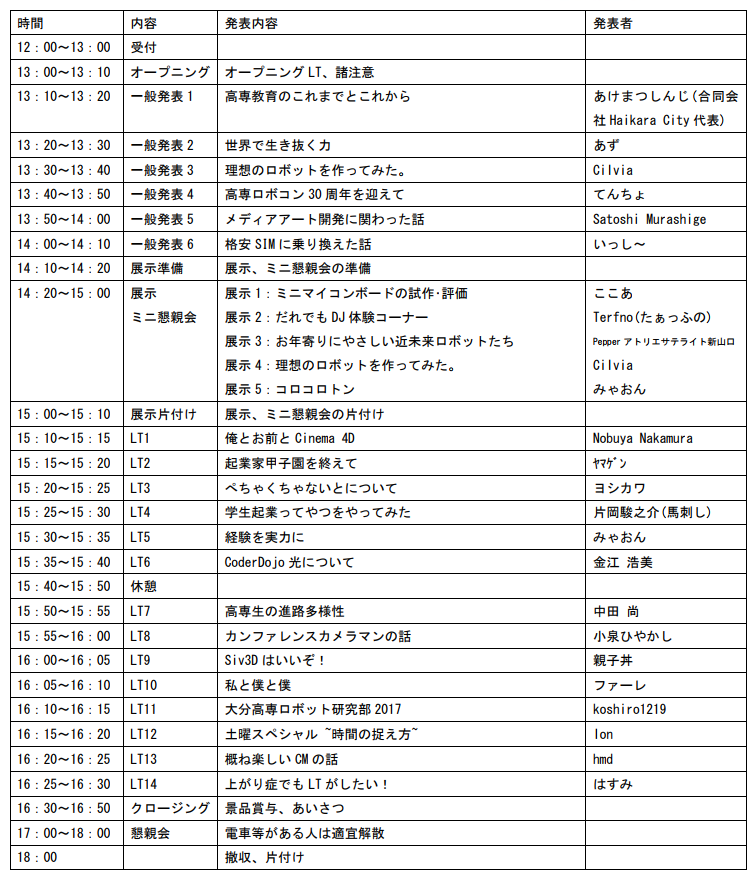 時間 内容 発表内容 発表者
12：00～13：00 受付
13：00～13：10 オープニング オープニング LT、諸注意
13：10～13：20 一般発表 1 高専教育のこれまでとこれから あけまつしんじ(合同会
社 Haikara City 代表)
13：20～13：30 一般発表 2 世界で生き抜く力 あず
13：30～13：40 一般発表 3 理想のロボットを作ってみた。 Cilvia
13：40～13：50 一般発表 4 高専ロボコン 30 周年を迎えて てんちょ
13：50～14：00 一般発表 5 メディアアート開発に関わった話 Satoshi Murashige
14：00～14：10 一般発表 6 格安 SIM に乗り換えた話 いっし～
14：10～14：20 展示準備 展示、ミニ懇親会の準備
14：20～15：00 展示 展示 1：ミニマイコンボードの試作･評価 ここあ
ミニ懇親会 展示 2：だれでも DJ 体験コーナー Terfno(たぁっふの)
展示 3：お年寄りにやさしい近未来ロボットたち Pepper アトリエサテライト新山口
展示 4：理想のロボットを作ってみた。 Cilvia
展示 5：コロコロトン みゃおん
15：00～15：10 展示片付け 展示、ミニ懇親会の片付け
15：10～15：15 LT1 俺とお前と Cinema 4D Nobuya Nakamura
15：15～15：20 LT2 起業家甲子園を終えて ﾔﾏｹﾞﾝ
15：20～15：25 LT3 ぺちゃくちゃないとについて ヨシカワ
15：25～15：30 LT4 学生起業ってやつをやってみた 片岡駿之介(馬刺し)
15：30～15：35 LT5 経験を実力に みゃおん
15：35～15：40 LT6 CoderDojo 光について 金江 浩美
15：40～15：50 休憩
15：50～15：55 LT7 高専生の進路多様性 中田 尚
15：55～16：00 LT8 カンファレンスカメラマンの話 小泉ひやかし
16：00～16；05 LT9 Siv3D はいいぞ！ 親子丼
16：05～16：10 LT10 私と僕と僕 ファーレ
16：10～16：15 LT11 大分高専ロボット研究部 2017 koshiro1219
16：15～16：20 LT12 土曜スペシャル ~時間の捉え方~ lon
16：20～16：25 LT13 概ね楽しい CM の話 hmd
16：25～16：30 LT14 上がり症でも LT がしたい！ はすみ
16：30～16：50 クロージング 景品賞与、あいさつ
17：00～18：00 懇親会 電車等がある人は適宜解散
18：00 撤収、片付け